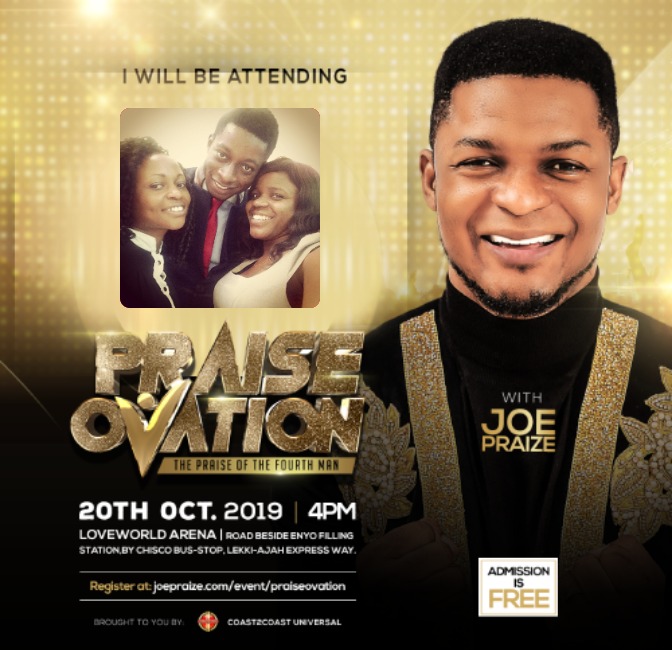 I WILL BE ATTENDING
PRAISE
OVATION
THE PRAISE OF THE FOURTH MAN
WITH
JOE
PRAIZE
20TH OCT. 2019 | 4PM
LOVEWORLD ARENA | ROAD BESIDE ENYO FILLING
STATION,BY CHISCO BUS-STOP, LEKKI-AJAH EXPRESS WAY.
Register at: joepraize.com/event/praiseovation
BROUGHT TO YOU BY: COAST2COAST UNIVERSAL
ADMISSION
IS
FREE